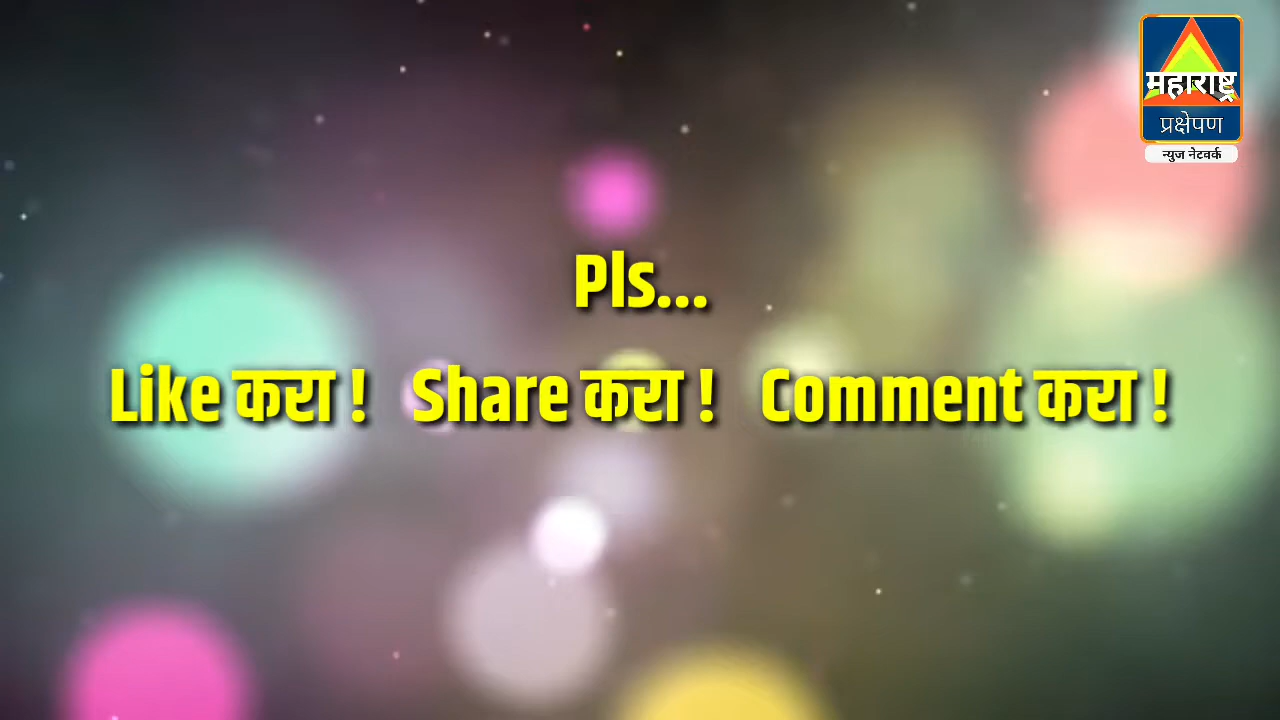 महाराष्ट्र
प्रक्षेपण
न्युज नेटवर्क
Pls...
Like करा ! Share करा ! Comment करा !